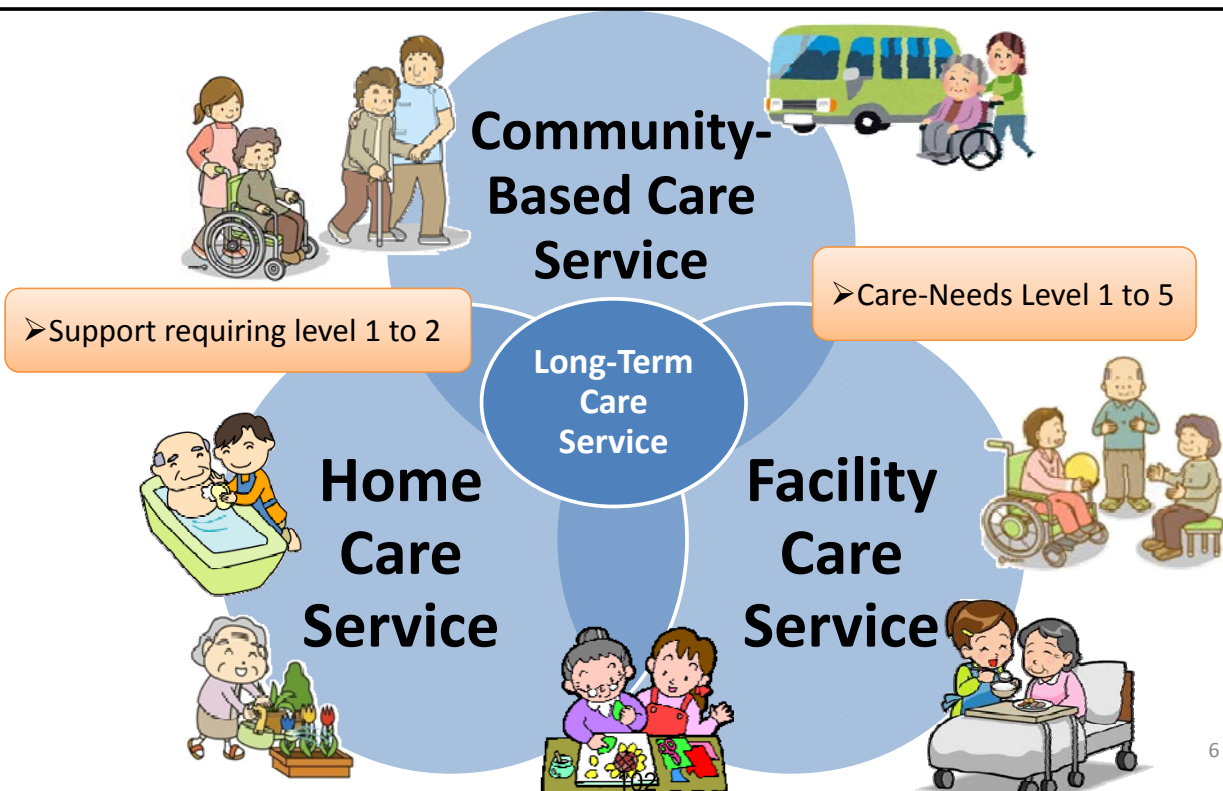 Community-
Based Care
Service
➢Support requiring level 1 to 2
➢Care-Needs Level 1 to 5
Long-Term
Care
Service
Home
Care
Service
Facility
Care
Service
102
6